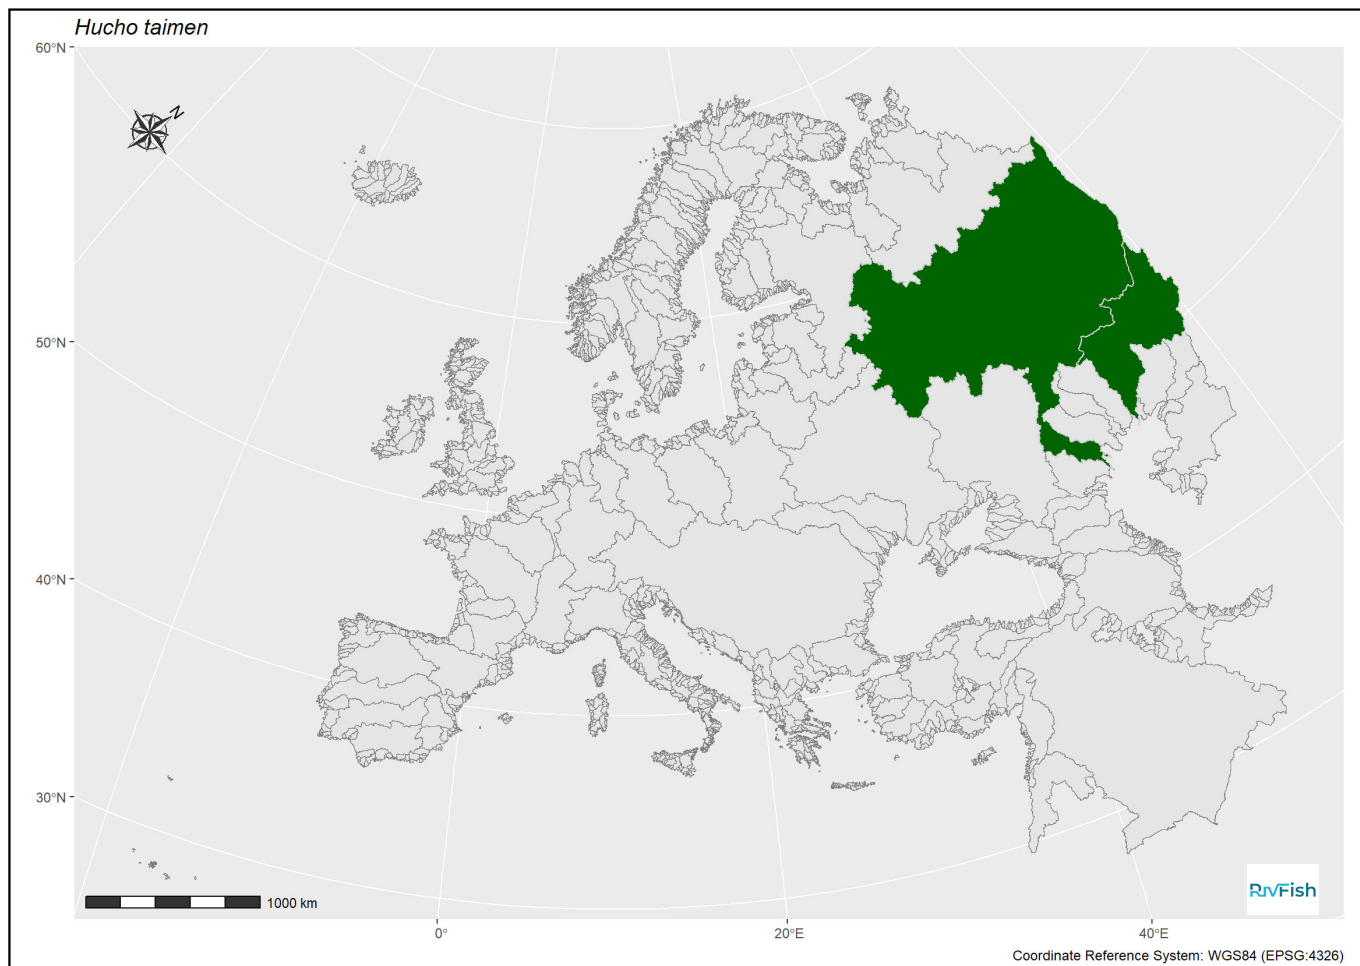 Hucho taimen
60°N
50°N
40°N
30°N
N
1000 km
RIVFish
0°
20°E
40°E
Coordinate Reference System: WGS84 (EPSG:4326)